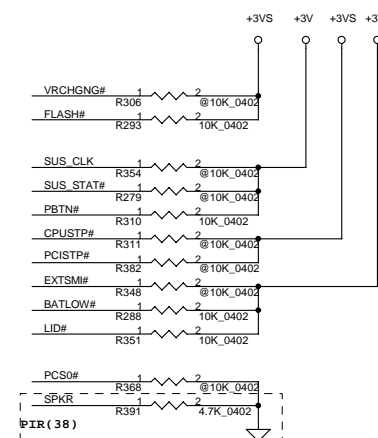 +3VS +3V +3VS
VRCHGNG# 1 2
R306 @10K_0402
FLASH# 1 2
R293 10K_0402
SUS_CLK 1 2
R354 @10K_0402
SUS_STAT# 1 2
R279 @10K_0402
PBTN# 1 2
R310 10K_0402
CPUSTP# 1 2
R311 @10K_0402
PCISTP# 1 2
R382 @10K_0402
EXTSMI# 1 2
R348 @10K_0402
BATLOW# 1 2
R288 10K_0402
LID# 1 2
R351 10K_0402
PCS0# 1 2
R368 @10K_0402
SPKR 1 2
R391 4.7K_0402
PIR(38)